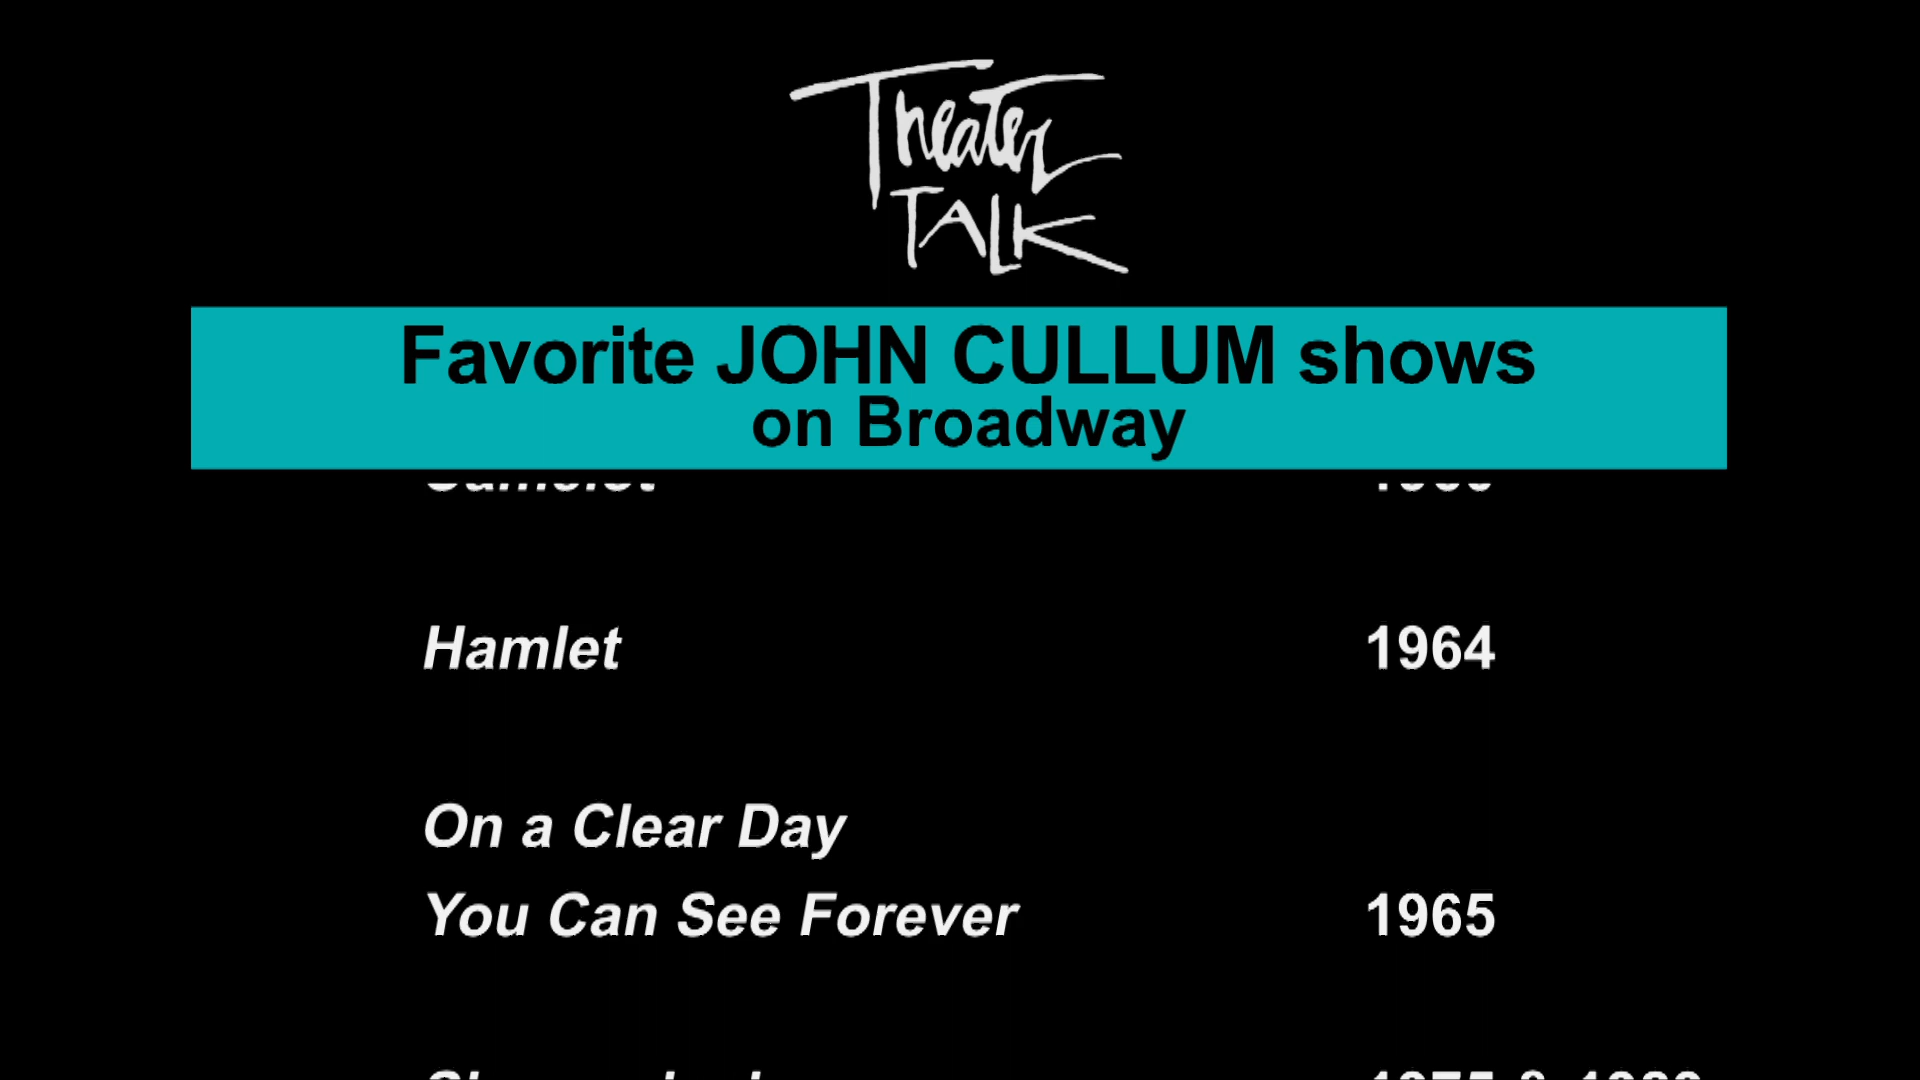 Theater
TALK
Favorite JOHN CULLUM shows
on Broadway
Hamlet 1964
On a Clear Day
You Can See Forever 1965